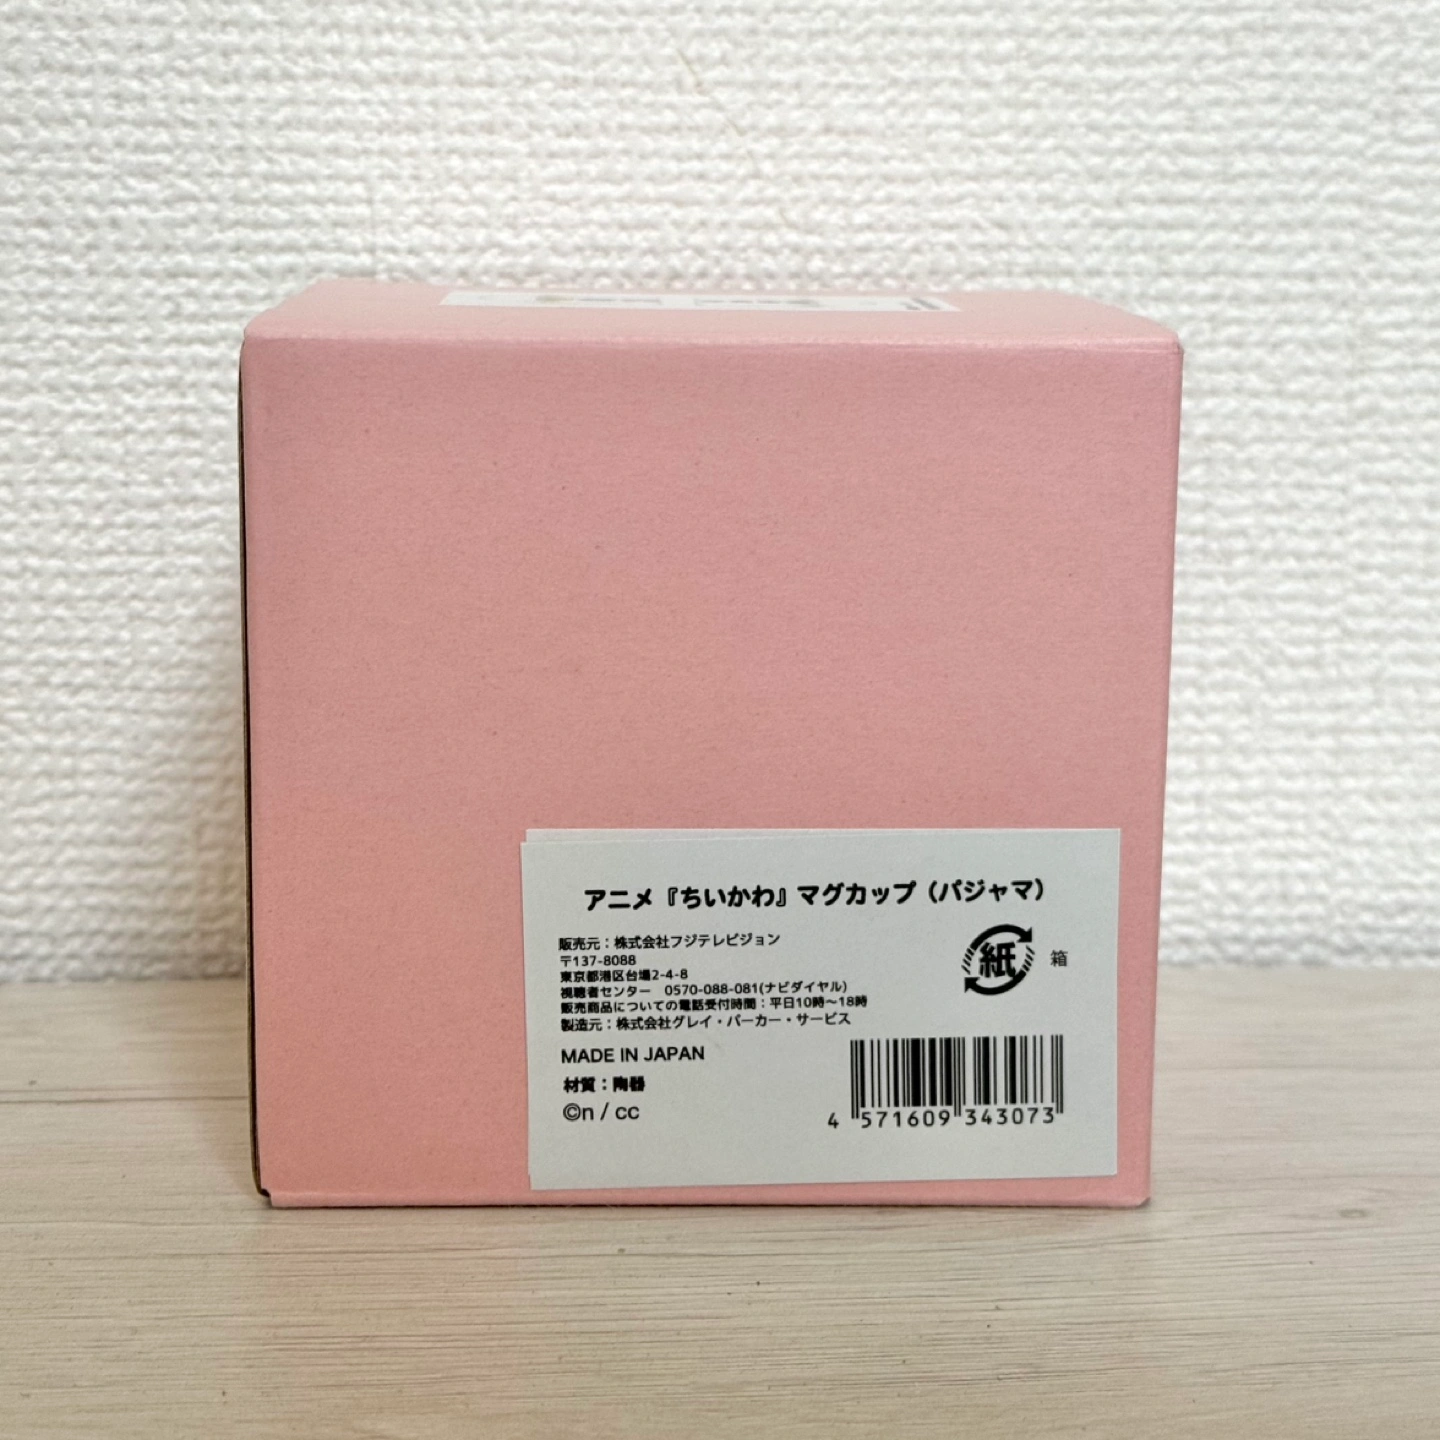 アニメ『ちいかわ』マグカップ（パジャマ）
販売元：株式会社フジテレビジョン
〒137-8088
東京都港区台場2-4-8
視聴者センター　0570-088-081(ナビダイヤル)
販売商品についての電話受付時間：平日10時〜18時
製造元：株式会社グレイ・パーカー・サービス
MADE IN JAPAN
材質：陶器
©n / cc
紙 箱
4 571609 343073